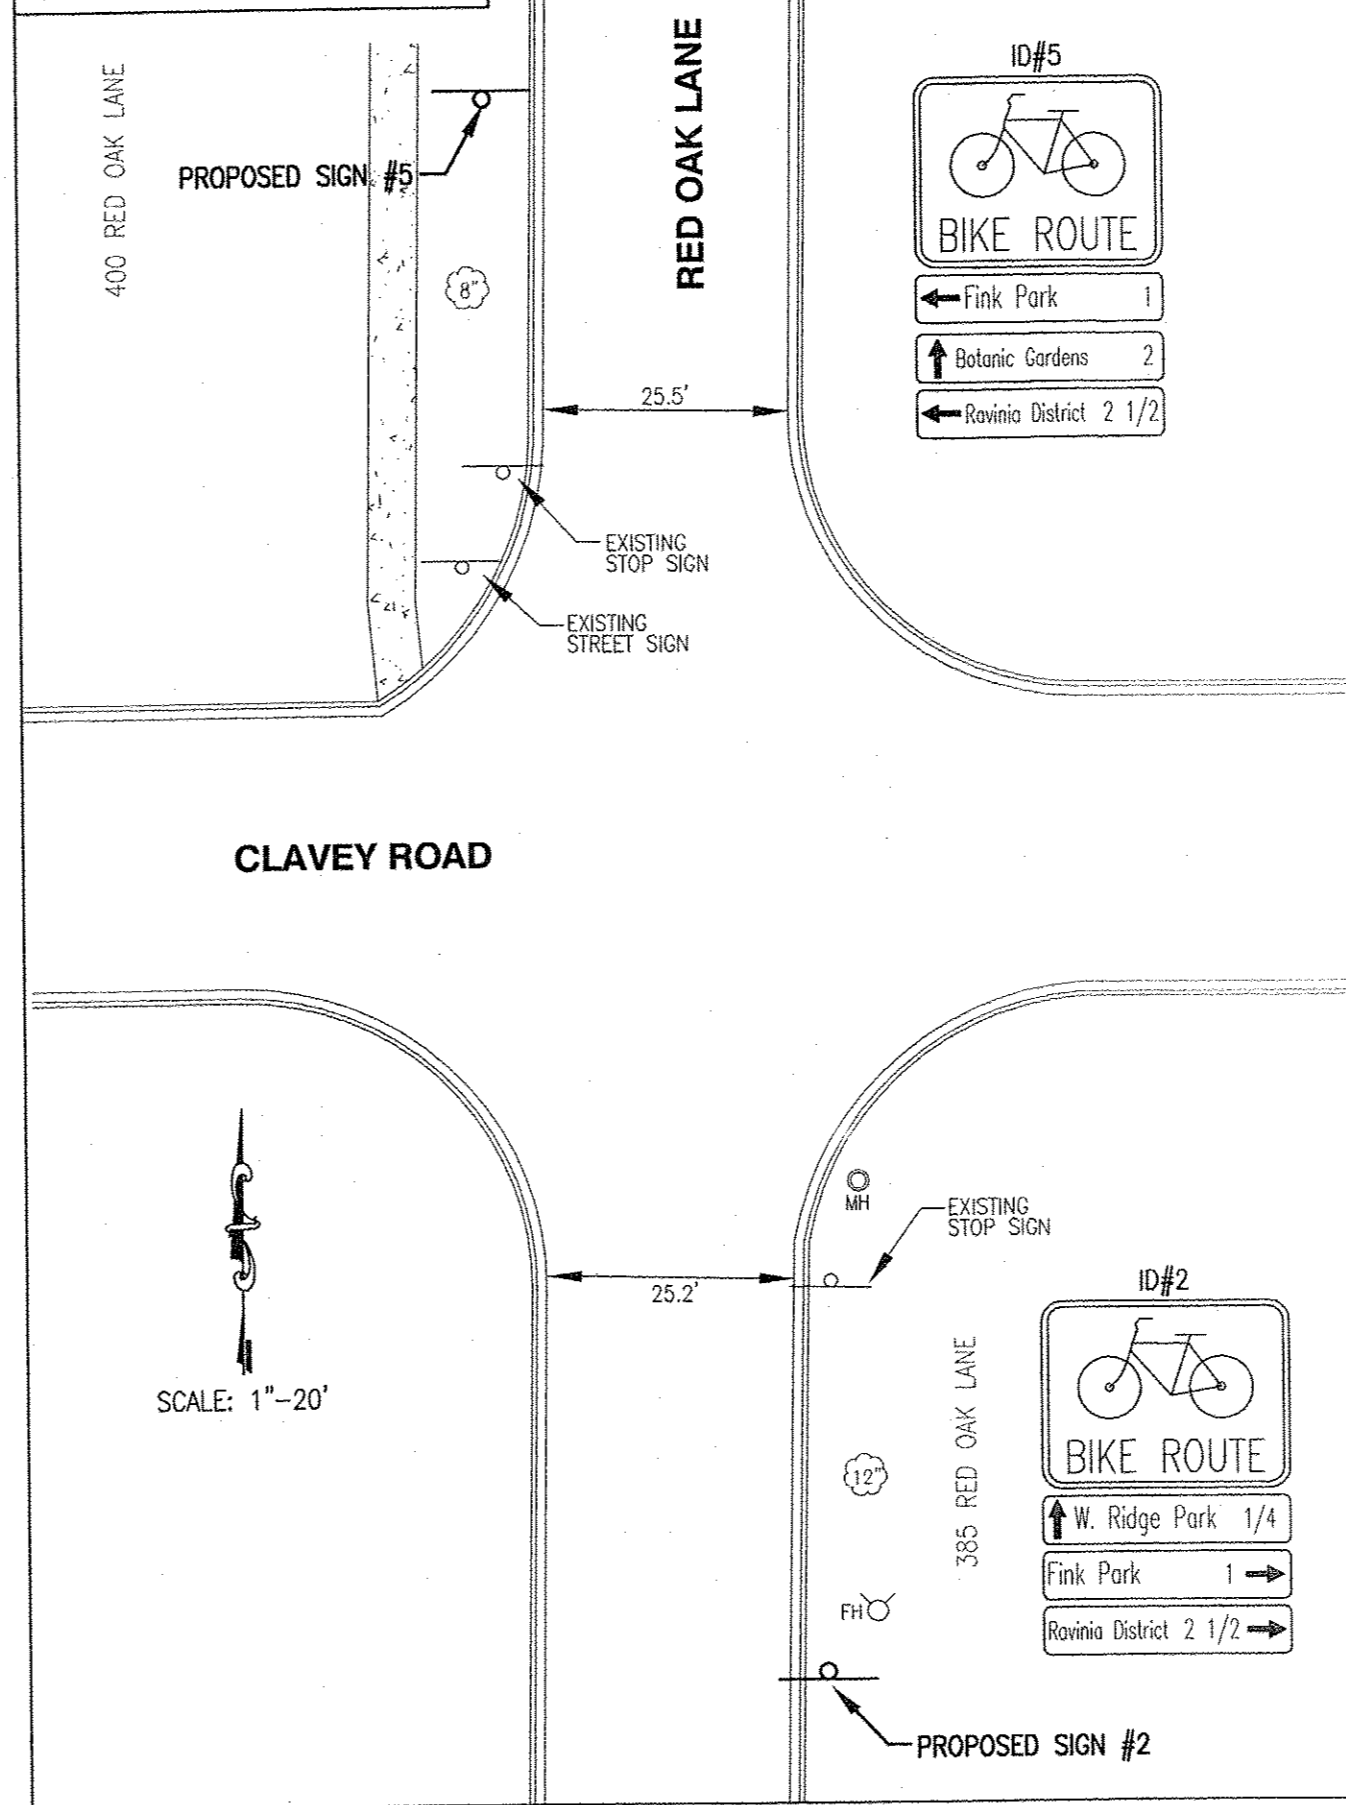 400 RED OAK LANE
PROPOSED SIGN #5
RED OAK LANE
ID#5
BIKE ROUTE
Fink Park 1
Botanic Gardens 2
Ravinia District 2 1/2
8"
25.5'
EXISTING
STOP SIGN
EXISTING
STREET SIGN
CLAVEY ROAD
SCALE: 1"-20'
25.2'
MH
EXISTING
STOP SIGN
385 RED OAK LANE
12"
FH
ID#2
BIKE ROUTE
W. Ridge Park 1/4
Fink Park 1
Ravinia District 2 1/2
PROPOSED SIGN #2